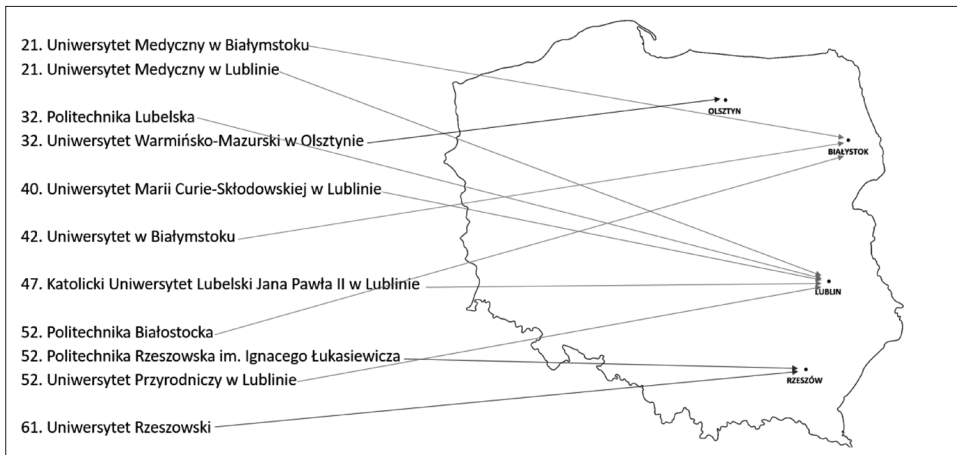 21. Uniwersytet Medyczny w Białymstoku
21. Uniwersytet Medyczny w Lublinie
32. Politechnika Lubelska
32. Uniwersytet Warmińsko-Mazurski w Olsztynie
40. Uniwersytet Marii Curie-Skłodowskiej w Lublinie
42. Uniwersytet w Białymstoku
47. Katolicki Uniwersytet Lubelski Jana Pawła II w Lublinie
52. Politechnika Białostocka
52. Politechnika Rzeszowska im. Ignacego Łukasiewicza
52. Uniwersytet Przyrodniczy w Lublinie
61. Uniwersytet Rzeszowski
OLSZTYN
BIAŁYSTOK
LUBLIN
RZESZÓW